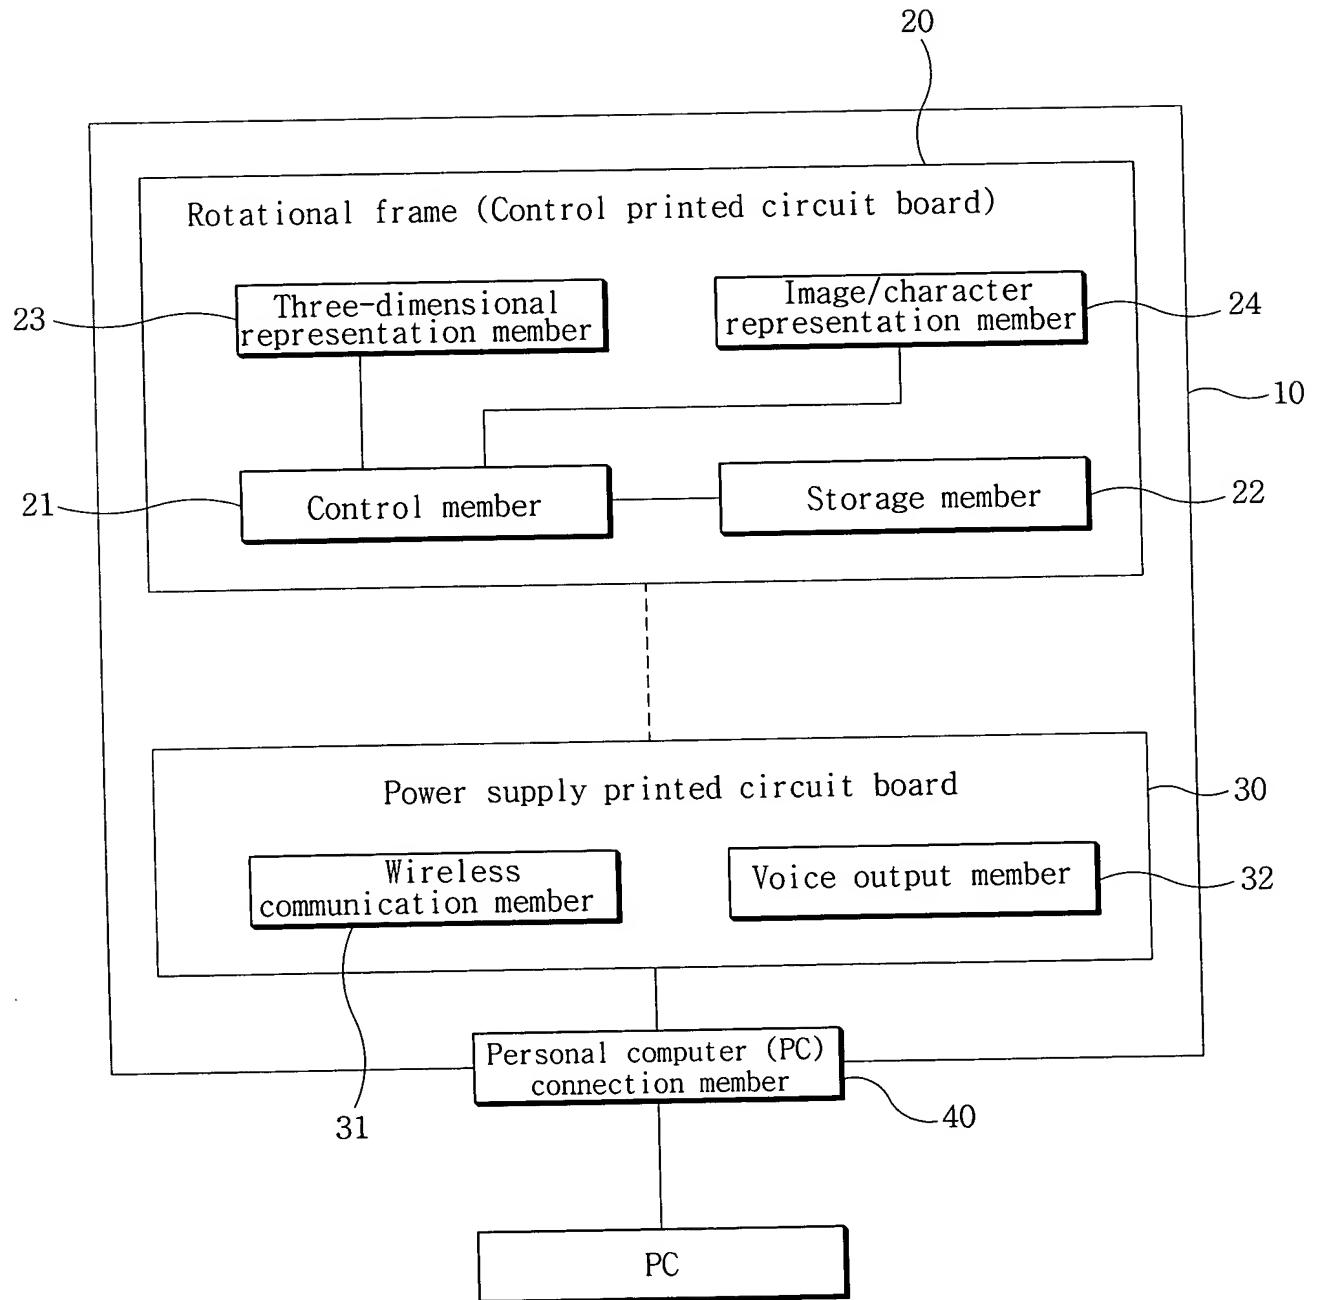 20
Rotational frame (Control printed circuit board)
23
Three-dimensional
representation member
Image/character
representation member
24
10
21
Control member
Storage member
22
Power supply printed circuit board
30
Wireless
communication member
Voice output member
32
Personal computer (PC)
connection member
31
40
PC